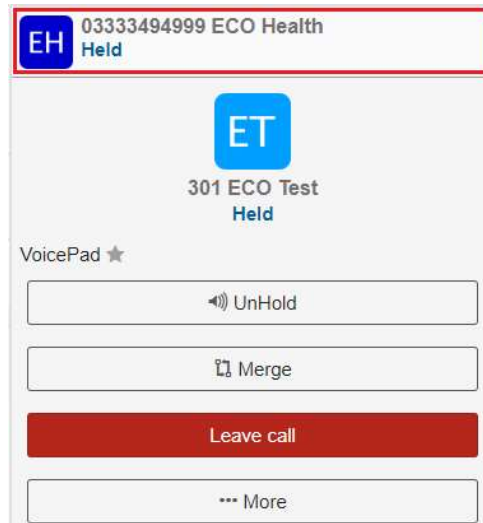 EH
03333494999 ECO Health
Held
ET
301 ECO Test
Held
VoicePad
UnHold
Merge
Leave call
More